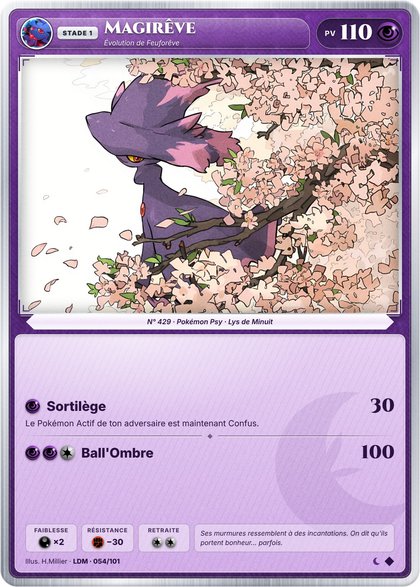 STADE 1
MAGIRÊVE
Évolution de Feuforêve
PV 110
N° 429 · Pokémon Psy · Lys de Minuit
Sortilège 30
Le Pokémon Actif de ton adversaire est maintenant Confus.
Ball'Ombre 100
FAIBLESSE RÉSISTANCE RETRAITE
×2 −30
Ses murmures ressemblent à des incantations. On dit qu'ils
portent bonheur... parfois.
Illus. H.Millier · LDM · 054/101